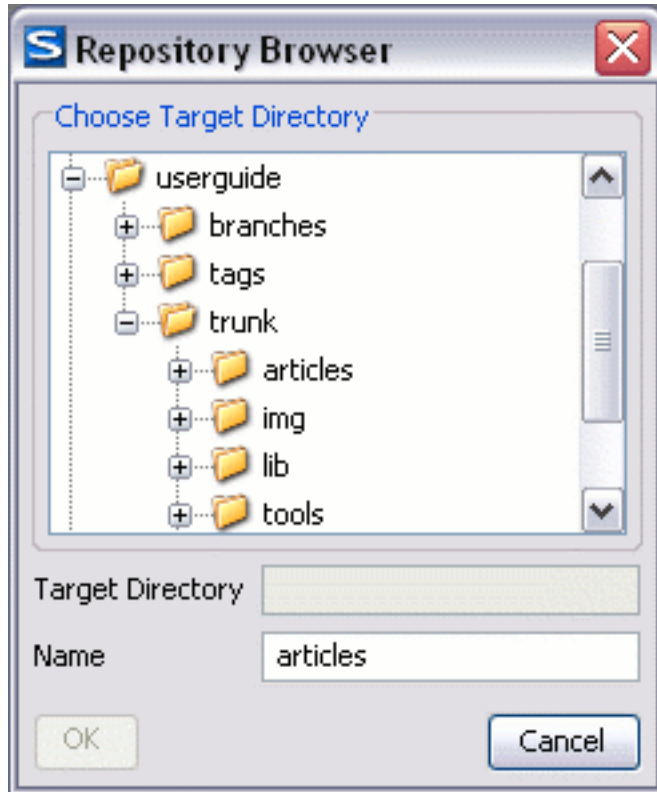 S Repository Browser
Choose Target Directory
userguide
branches
tags
trunk
articles
img
lib
tools
Target Directory
Name articles
OK Cancel